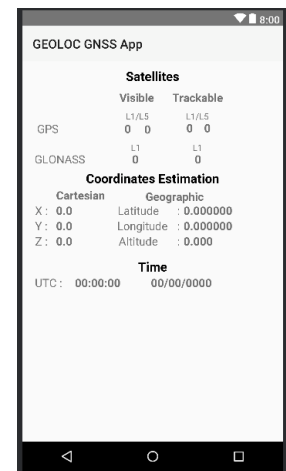 8:00
GEOLOC GNSS App
Satellites
Visible Trackable
L1/L5 L1/L5
GPS 0 0 0 0
L1 L1
GLONASS 0 0
Coordinates Estimation
Cartesian Geographic
X : 0.0 Latitude : 0.000000
Y : 0.0 Longitude : 0.000000
Z : 0.0 Altitude : 0.000
Time
UTC : 00:00:00 00/00/0000